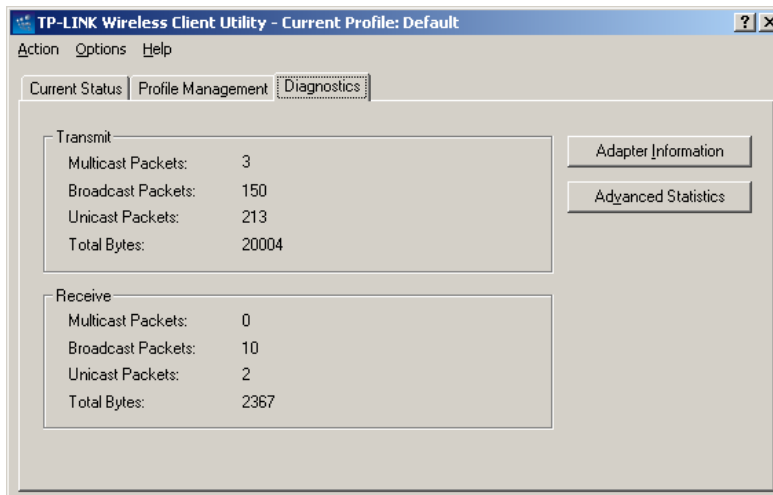 TP-LINK Wireless Client Utility - Current Profile: Default
Action Options Help
Current Status Profile Management Diagnostics
Transmit
Multicast Packets: 3
Broadcast Packets: 150
Unicast Packets: 213
Total Bytes: 20004
Adapter Information
Advanced Statistics
Receive
Multicast Packets: 0
Broadcast Packets: 10
Unicast Packets: 2
Total Bytes: 2367